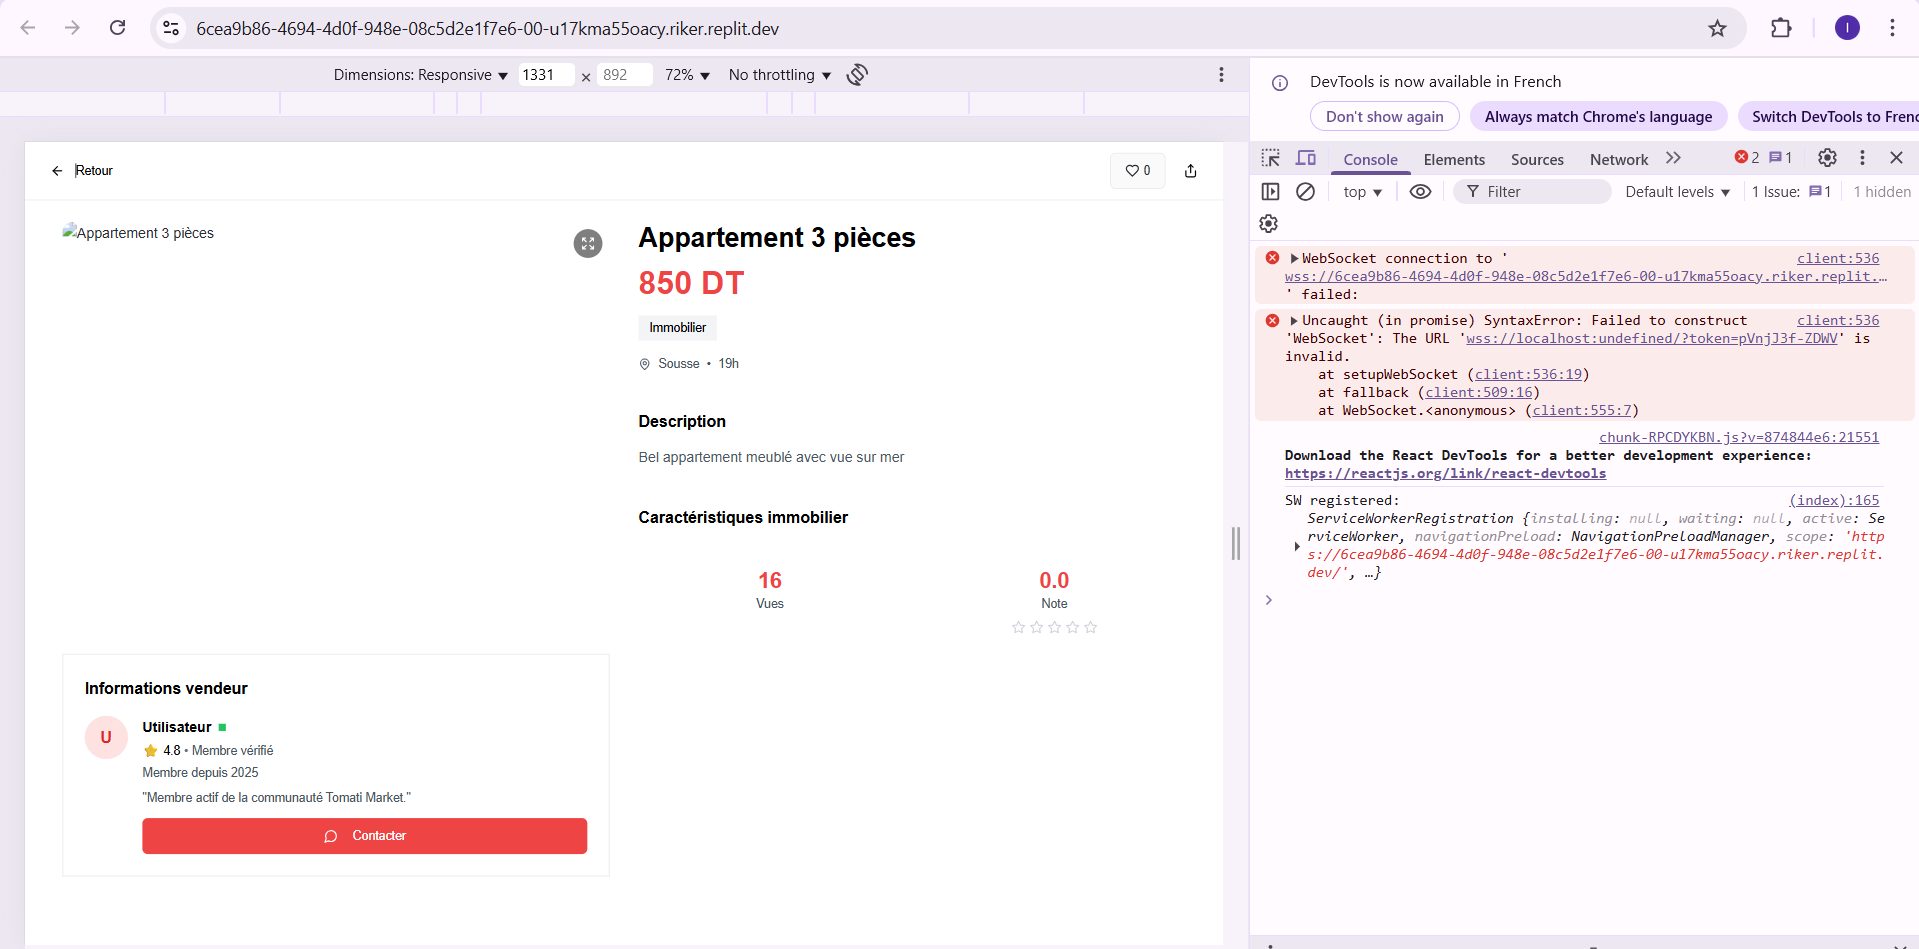 6cea9b86-4694-4d0f-948e-08c5d2e1f7e6-00-u17kma55oacy.riker.replit.dev
I
Dimensions: Responsive ▼ 1331 × 892 72% ▼ No throttling ▼
DevTools is now available in French
Don't show again
Always match Chrome's language
Switch DevTools to Frenc
Console Elements Sources Network 2 1
top ▼ Filter Default levels ▼ 1 Issue: 1 1 hidden
WebSocket connection to ' client:536
wss://6cea9b86-4694-4d0f-948e-08c5d2e1f7e6-00-u17kma55oacy.riker.replit.…
' failed:
Uncaught (in promise) SyntaxError: Failed to construct client:536
'WebSocket': The URL 'wss://localhost:undefined/?token=pVnjJ3f-ZDWV' is
invalid.
at setupWebSocket (client:536:19)
at fallback (client:509:16)
at WebSocket.<anonymous> (client:555:7)
chunk-RPCDYKBN.js?v=874844e6:21551
Download the React DevTools for a better development experience:
https://reactjs.org/link/react-devtools
SW registered: (index):165
ServiceWorkerRegistration {installing: null, waiting: null, active: Se
rviceWorker, navigationPreload: NavigationPreloadManager, scope: 'http
s://6cea9b86-4694-4d0f-948e-08c5d2e1f7e6-00-u17kma55oacy.riker.replit.
dev/', …}
Retour
0
Appartement 3 pièces
Appartement 3 pièces
850 DT
Immobilier
Sousse • 19h
Description
Bel appartement meublé avec vue sur mer
Caractéristiques immobilier
16
Vues
0.0
Note
Informations vendeur
U
Utilisateur
4.8 • Membre vérifié
Membre depuis 2025
"Membre actif de la communauté Tomati Market."
Contacter